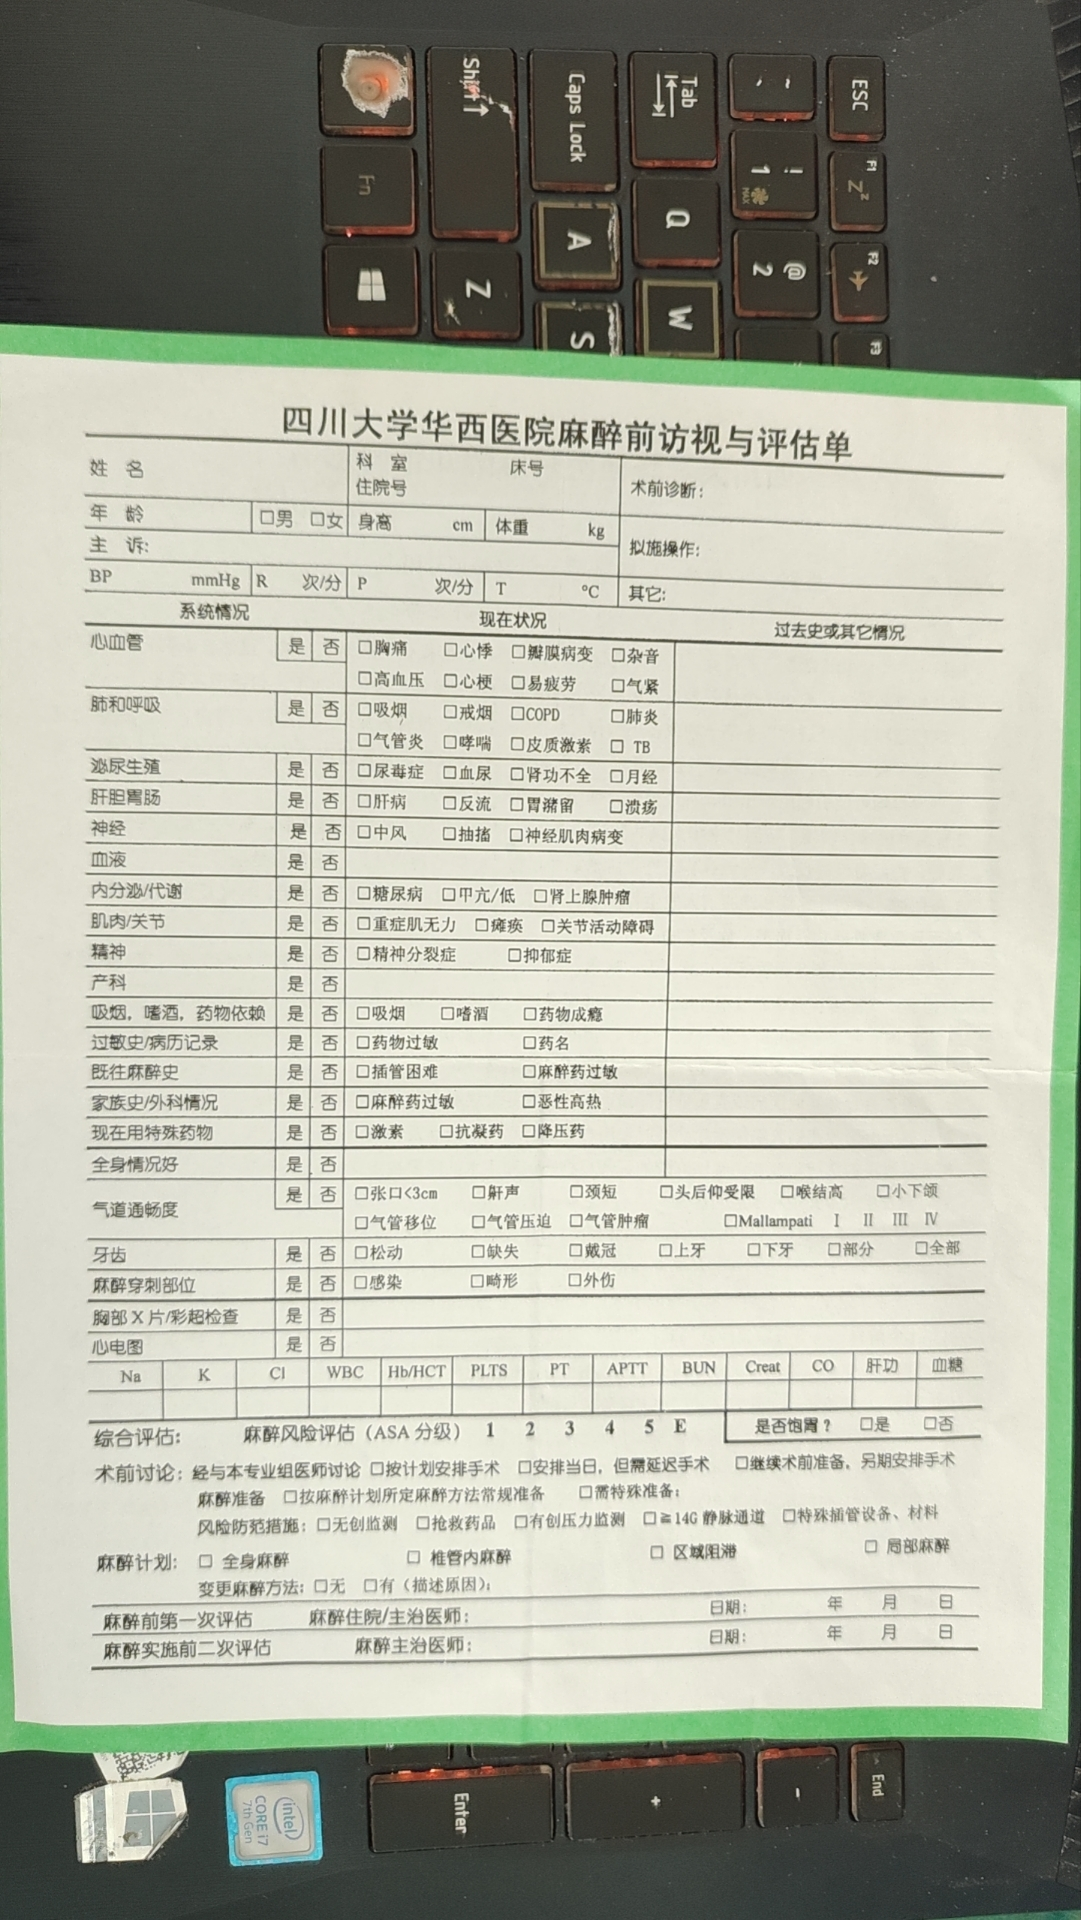 ESC
F1
Zz
F2
F3
~
`
!
1
MAX
@
2
Tab
Q
W
Caps Lock
A
S
Shift
Z
Fn
四川大学华西医院麻醉前访视与评估单
姓 名 科 室 床号 术前诊断：
住院号
年 龄 □男 □女 身高 cm 体重 kg 拟施操作：
主 诉：
BP mmHg R 次/分 P 次/分 T ℃ 其它：
系统情况 现在状况 过去史或其它情况
心血管 是 否 □胸痛 □心悸 □瓣膜病变 □杂音
□高血压 □心梗 □易疲劳 □气紧
肺和呼吸 是 否 □吸烟 □戒烟 □COPD □肺炎
□气管炎 □哮喘 □皮质激素 □ TB
泌尿生殖 是 否 □尿毒症 □血尿 □肾功不全 □月经
肝胆胃肠 是 否 □肝病 □反流 □胃潴留 □溃疡
神经 是 否 □中风 □抽搐 □神经肌肉病变
血液 是 否
内分泌/代谢 是 否 □糖尿病 □甲亢/低 □肾上腺肿瘤
肌肉/关节 是 否 □重症肌无力 □瘫痪 □关节活动障碍
精神 是 否 □精神分裂症 □抑郁症
产科 是 否
吸烟，嗜酒，药物依赖 是 否 □吸烟 □嗜酒 □药物成瘾
过敏史/病历记录 是 否 □药物过敏 □药名
既往麻醉史 是 否 □插管困难 □麻醉药过敏
家族史/外科情况 是 否 □麻醉药过敏 □恶性高热
现在用特殊药物 是 否 □激素 □抗凝药 □降压药
全身情况好 是 否
气道通畅度 是 否 □张口<3cm □鼾声 □颈短 □头后仰受限 □喉结高 □小下颌
□气管移位 □气管压迫 □气管肿瘤 □Mallampati Ⅰ Ⅱ Ⅲ Ⅳ
牙齿 是 否 □松动 □缺失 □戴冠 □上牙 □下牙 □部分 □全部
麻醉穿刺部位 是 否 □感染 □畸形 □外伤
胸部 X 片/彩超检查 是 否
心电图 是 否
Na K Cl WBC Hb/HCT PLTS PT APTT BUN Creat CO 肝功 血糖
综合评估： 麻醉风险评估（ASA 分级） 1 2 3 4 5 E 是否饱胃？ □是 □否
术前讨论：经与本专业组医师讨论 □按计划安排手术 □安排当日，但需延迟手术 □继续术前准备，另期安排手术
麻醉准备 □按麻醉计划所定麻醉方法常规准备 □需特殊准备：
风险防范措施：□无创监测 □抢救药品 □有创压力监测 □≧14G 静脉通道 □特殊插管设备、材料
麻醉计划： □ 全身麻醉 □ 椎管内麻醉 □ 区域阻滞 □ 局部麻醉
变更麻醉方法：□无 □有（描述原因）：
麻醉前第一次评估 麻醉住院/主治医师： 日期： 年 月 日
麻醉实施前二次评估 麻醉主治医师： 日期： 年 月 日
intel
CORE i7
7th Gen
Enter
+
-
End